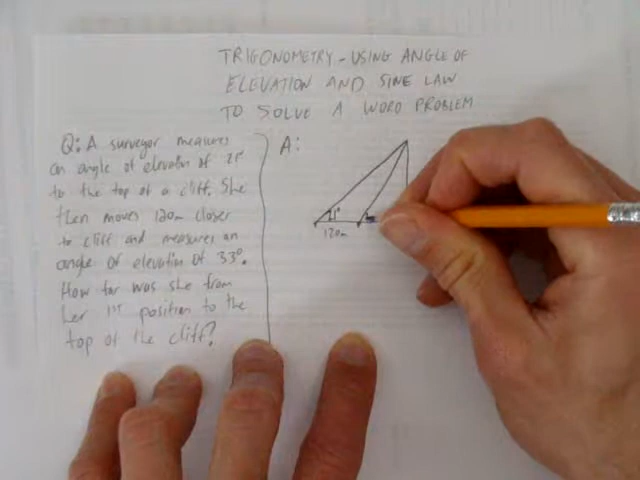 TRIGONOMETRY - USING ANGLE OF
ELEVATION AND SINE LAW
TO SOLVE A WORD PROBLEM
Q: A surveyor measures
an angle of elevation of 21°
to the top of a cliff. She
then moves 120m closer
to cliff and measures an
angle of elevation of 33°.
How far was she from
her 1st position to the
top of the cliff?
A:
21°
120m